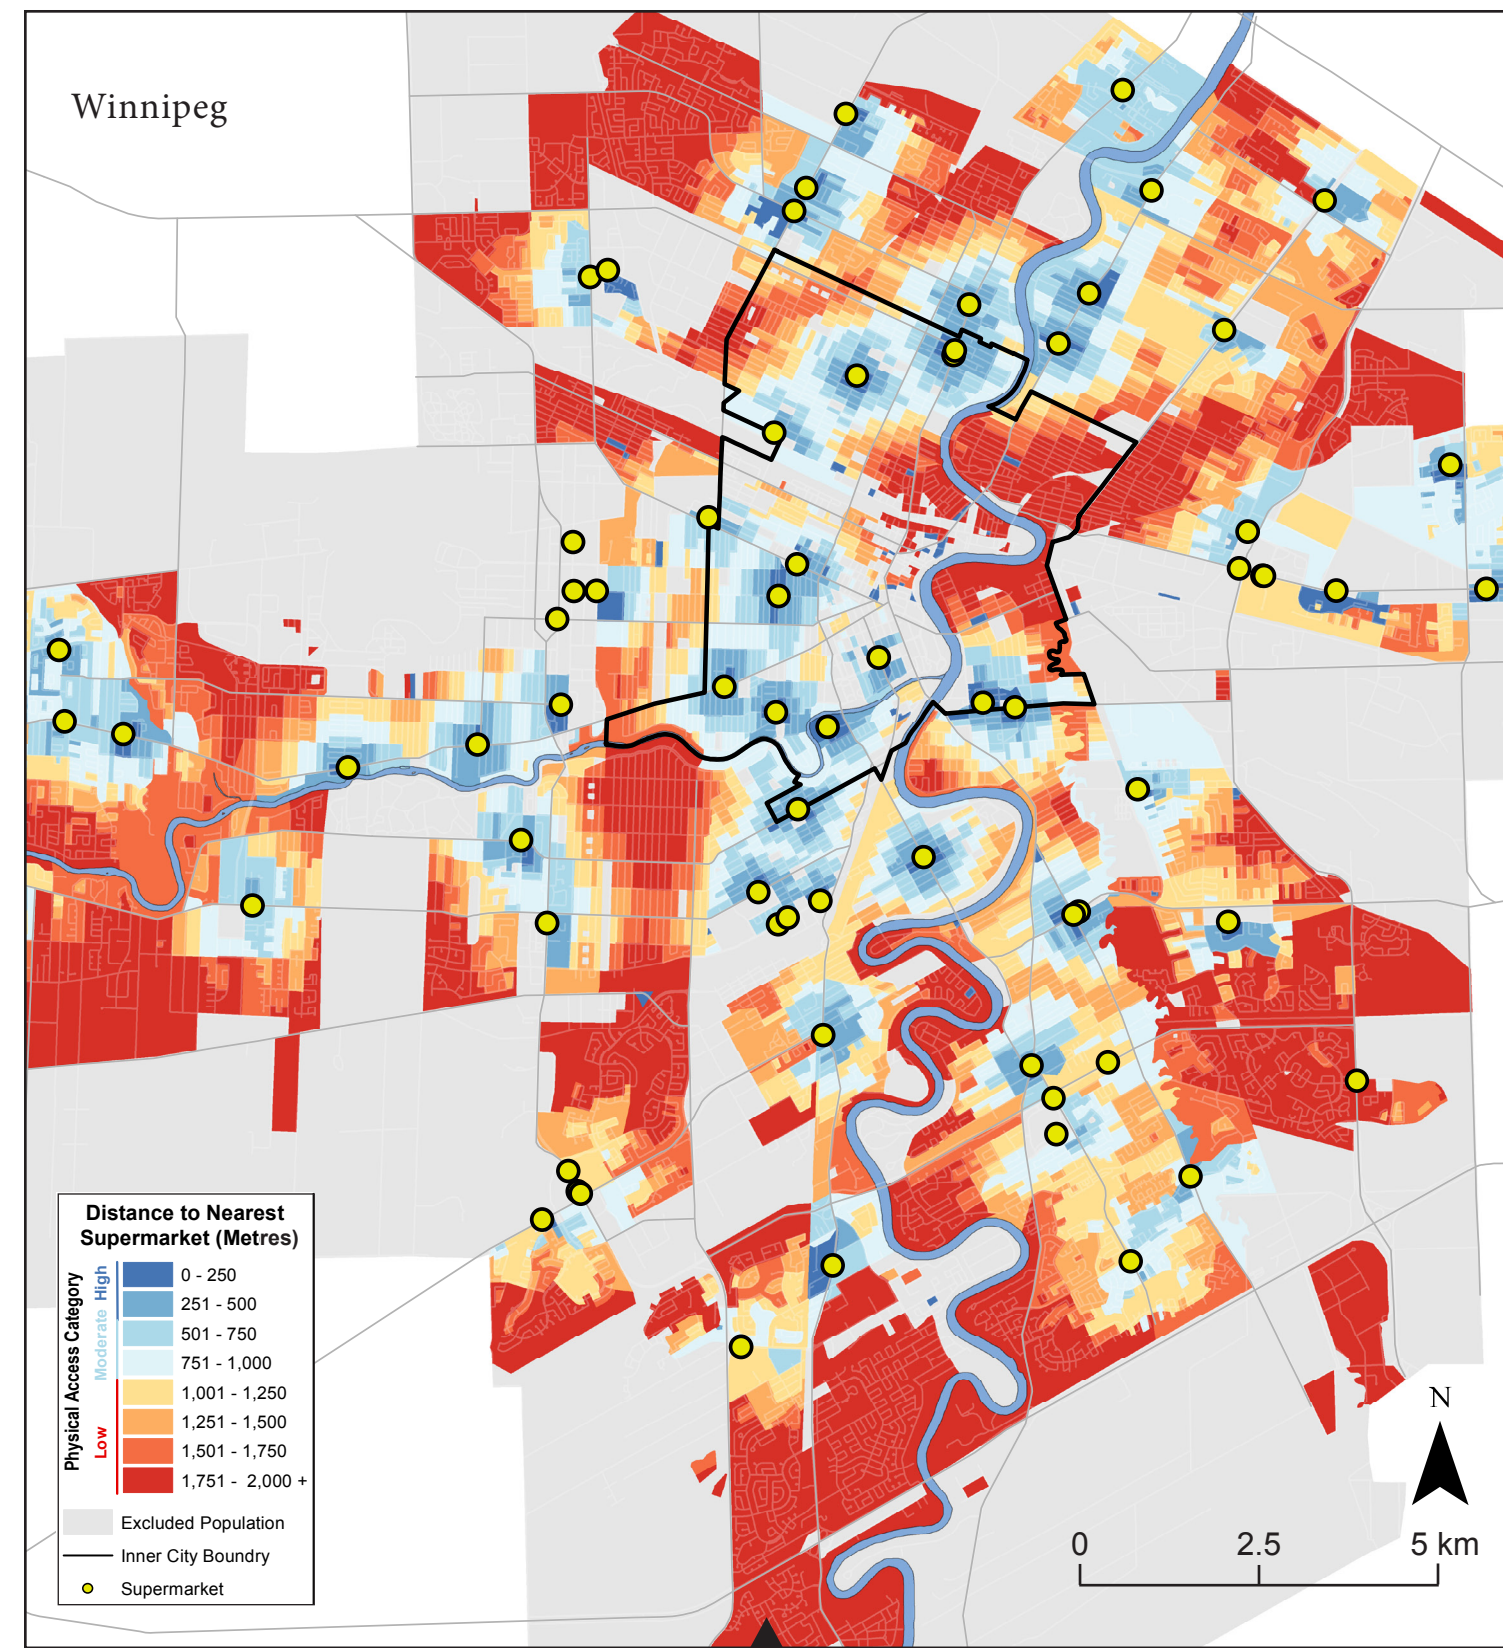 Winnipeg
Distance to Nearest
Supermarket (Metres)
Physical Access Category
High
Moderate
Low
0 - 250
251 - 500
501 - 750
751 - 1,000
1,001 - 1,250
1,251 - 1,500
1,501 - 1,750
1,751 - 2,000 +
Excluded Population
Inner City Boundry
Supermarket
N
0 2.5 5 km